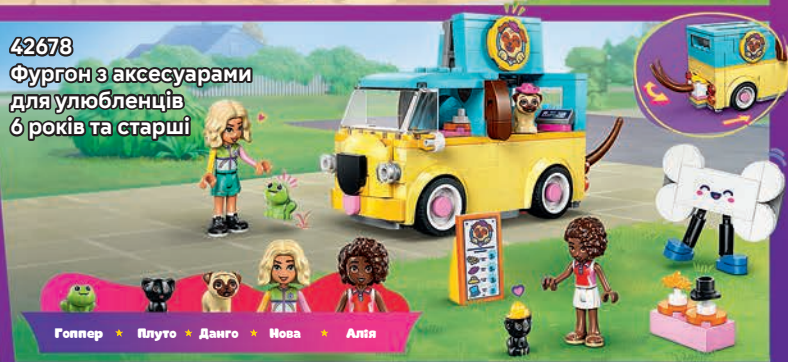 42678
Фургон з аксесуарами
для улюбленців
6 років та старші
Гоппер ★ Плуто ★ Данго ★ Нова ★ Алія